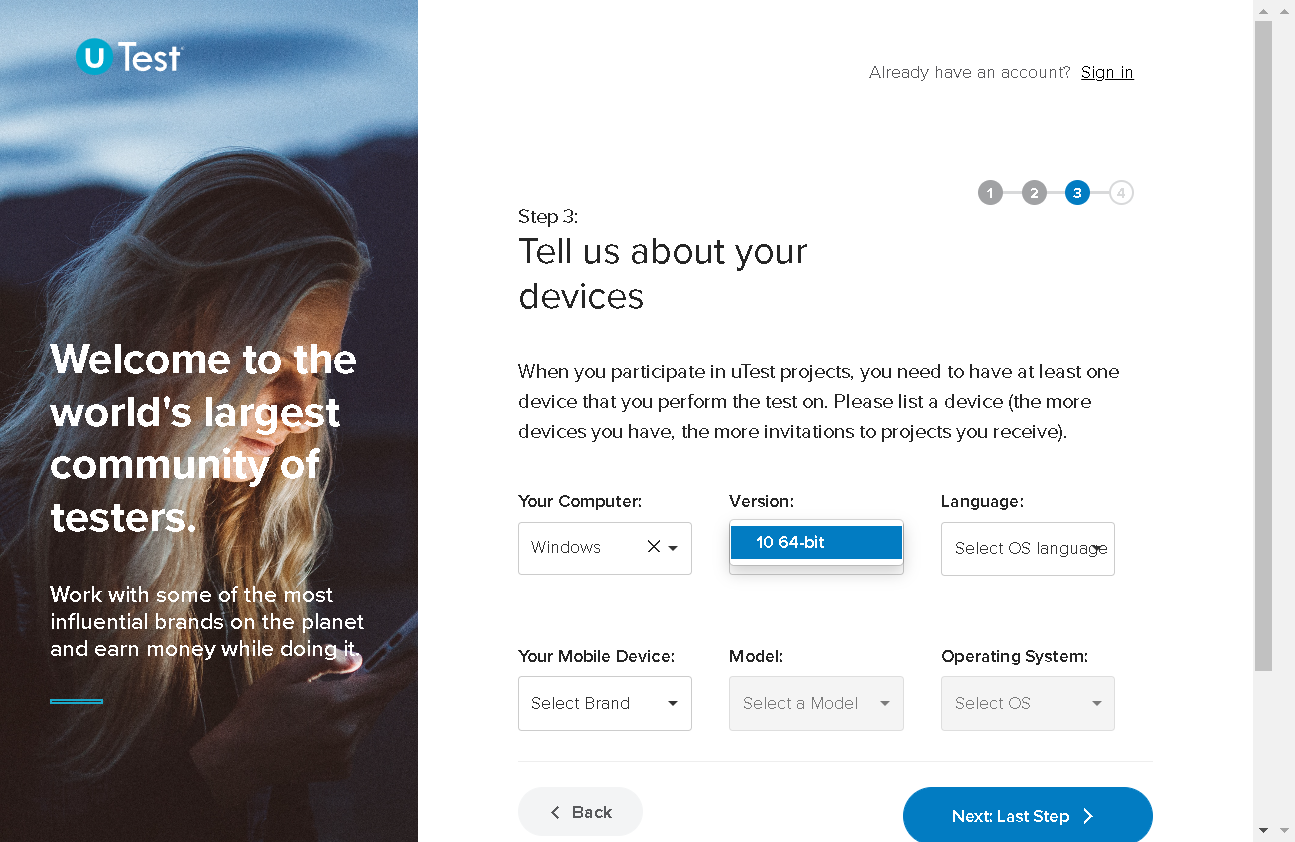 U Test
Already have an account? Sign in
1 2 3 4
Step 3:
Tell us about your
devices
Welcome to the
world's largest
community of
testers.
Work with some of the most
influential brands on the planet
and earn money while doing it.
When you participate in uTest projects, you need to have at least one
device that you perform the test on. Please list a device (the more
devices you have, the more invitations to projects you receive).
Your Computer: Version: Language:
Windows 10 64-bit Select OS language
Your Mobile Device: Model: Operating System:
Select Brand Select a Model Select OS
Back Next: Last Step